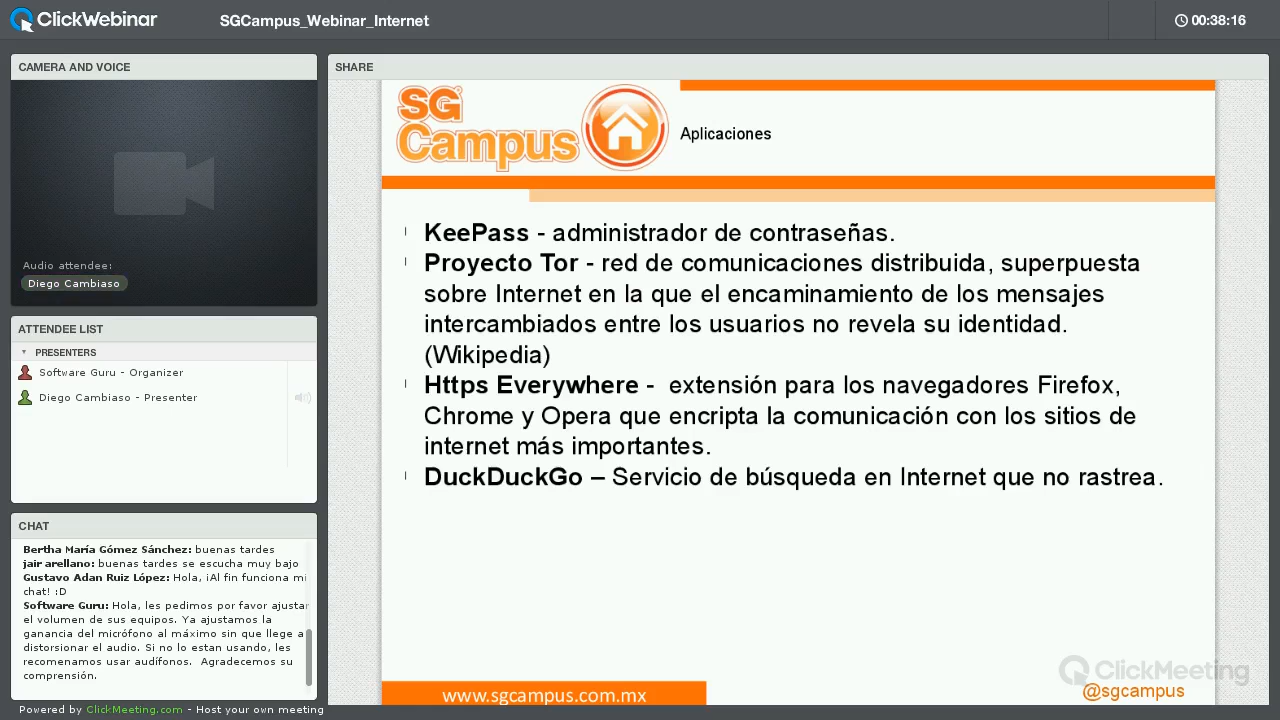 ClickWebinar
SGCampus_Webinar_Internet
00:38:16
CAMERA AND VOICE
Audio attendee:
Diego Cambiaso
ATTENDEE LIST
PRESENTERS
Software Guru - Organizer
Diego Cambiaso - Presenter
CHAT
Bertha María Gómez Sánchez: buenas tardes
jair arellano: buenas tardes se escucha muy bajo
Gustavo Adan Ruiz López: Hola, ¡Al fin funciona mi
chat! :D
Software Guru: Hola, les pedimos por favor ajustar
el volumen de sus equipos. Ya ajustamos la
ganancia del micrófono al máximo sin que llege a
distorsionar el audio. Si no lo estan usando, les
recomendamos usar audífonos. Agradecemos su
comprensión.
Powered by ClickMeeting.com - Host your own meeting
SHARE
SG
Campus
Aplicaciones
KeePass - administrador de contraseñas.
Proyecto Tor - red de comunicaciones distribuida, superpuesta
sobre Internet en la que el encaminamiento de los mensajes
intercambiados entre los usuarios no revela su identidad.
(Wikipedia)
Https Everywhere - extensión para los navegadores Firefox,
Chrome y Opera que encripta la comunicación con los sitios de
internet más importantes.
DuckDuckGo – Servicio de búsqueda en Internet que no rastrea.
ClickMeeting
www.sgcampus.com.mx
@sgcampus